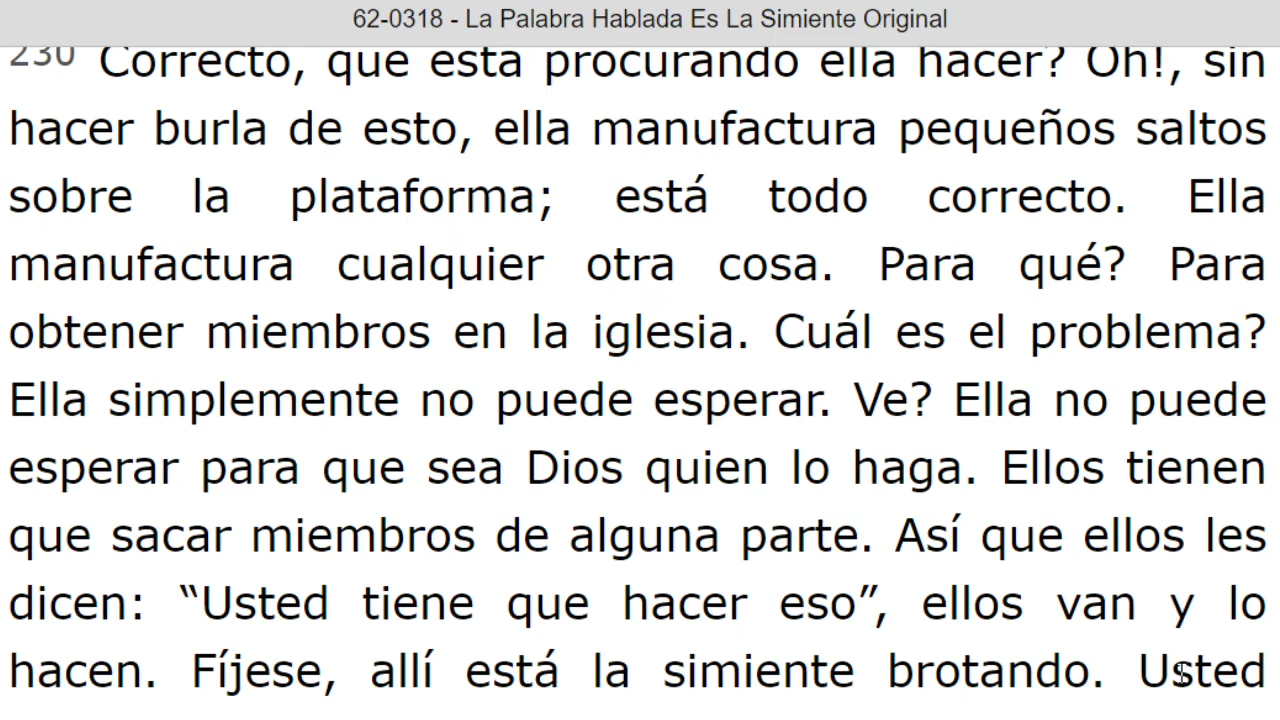 62-0318 - La Palabra Hablada Es La Simiente Original
230 Correcto, que esta procurando ella hacer? Oh!, sin
hacer burla de esto, ella manufactura pequeños saltos
sobre la plataforma; está todo correcto. Ella
manufactura cualquier otra cosa. Para qué? Para
obtener miembros en la iglesia. Cuál es el problema?
Ella simplemente no puede esperar. Ve? Ella no puede
esperar para que sea Dios quien lo haga. Ellos tienen
que sacar miembros de alguna parte. Así que ellos les
dicen: “Usted tiene que hacer eso”, ellos van y lo
hacen. Fíjese, allí está la simiente brotando. Usted